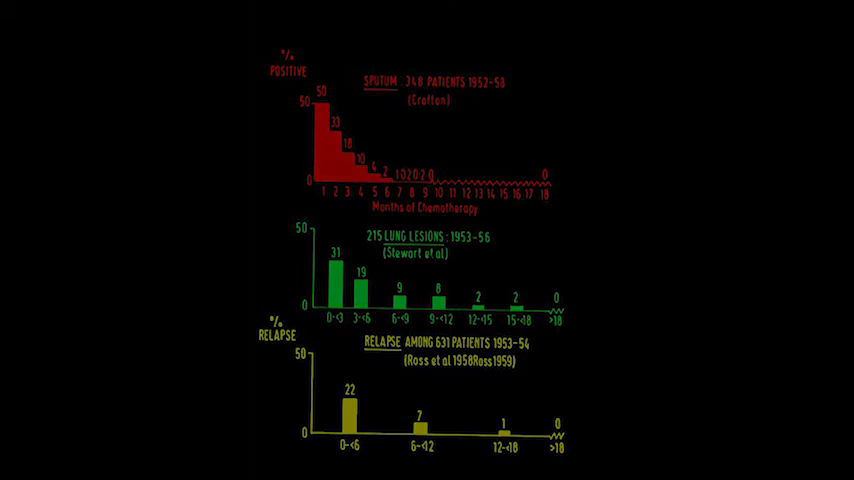 %
POSITIVE
SPUTUM : 348 PATIENTS 1952-58
(Crofton)
50
50
33
18
10
4
2
1 0·2 0·2 0
0
0
1 2 3 4 5 6 7 8 9 10 11 12 13 14 15 16 17 18
Months of Chemotherapy
50
215 LUNG LESIONS : 1953-56
(Stewart et al)
31
19
9
8
2
2
0
0
0-<3 3-<6 6-<9 9-<12 12-<15 15-<18 >18
%
RELAPSE
50
RELAPSE AMONG 631 PATIENTS 1953-54
(Ross et al 1958 Ross 1959)
22
7
1
0
0
0-<6 6-<12 12-<18 >18